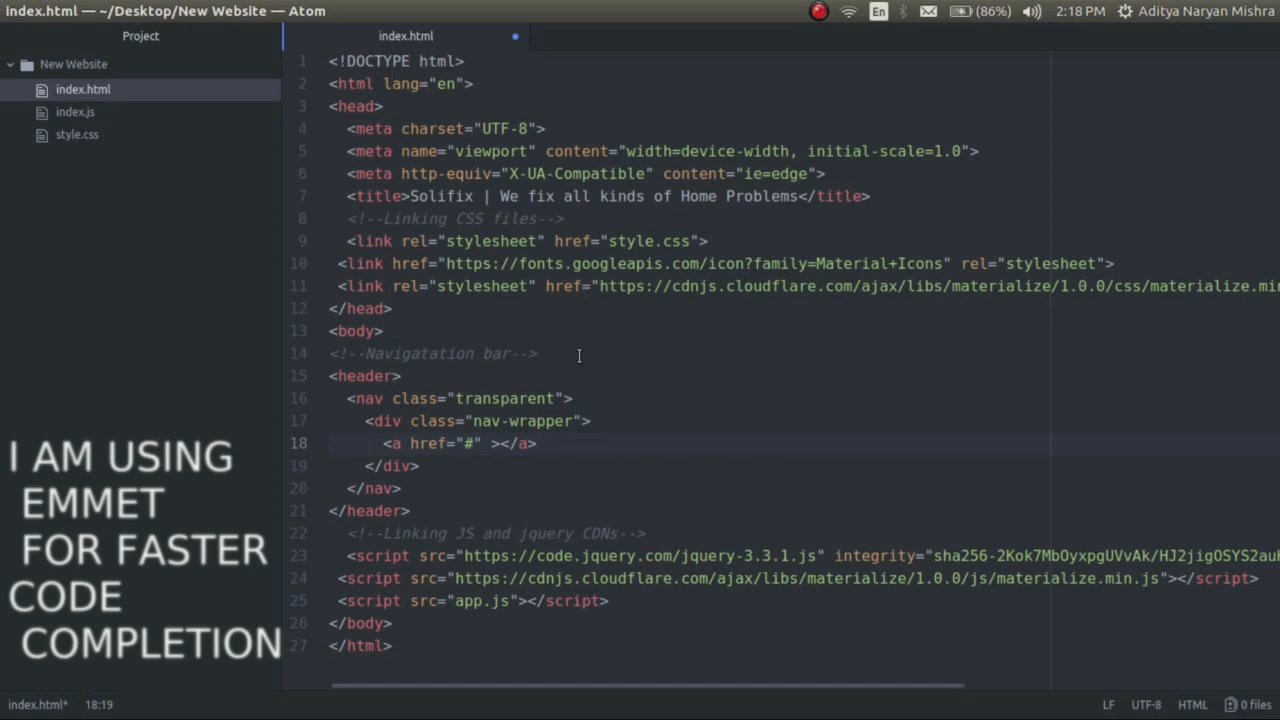 index.html — ~/Desktop/New Website — Atom
En (86%) 2:18 PM Aditya Naryan Mishra
Project
index.html
New Website
index.html
index.js
style.css
1 <!DOCTYPE html>
2 <html lang="en">
3 <head>
4 <meta charset="UTF-8">
5 <meta name="viewport" content="width=device-width, initial-scale=1.0">
6 <meta http-equiv="X-UA-Compatible" content="ie=edge">
7 <title>Solifix | We fix all kinds of Home Problems</title>
8 <!--Linking CSS files-->
9 <link rel="stylesheet" href="style.css">
10 <link href="https://fonts.googleapis.com/icon?family=Material+Icons" rel="stylesheet">
11 <link rel="stylesheet" href="https://cdnjs.cloudflare.com/ajax/libs/materialize/1.0.0/css/materialize.mi
12 </head>
13 <body>
14 <!--Navigatation bar-->
15 <header>
16 <nav class="transparent">
17 <div class="nav-wrapper">
18 <a href="#" ></a>
19 </div>
20 </nav>
21 </header>
22 <!--Linking JS and jquery CDNs-->
23 <script src="https://code.jquery.com/jquery-3.3.1.js" integrity="sha256-2Kok7MbOyxpgUVvAk/HJ2jigOSYS2au
24 <script src="https://cdnjs.cloudflare.com/ajax/libs/materialize/1.0.0/js/materialize.min.js"></script>
25 <script src="app.js"></script>
26 </body>
27 </html>
I AM USING
EMMET
FOR FASTER
CODE
COMPLETION
index.html* 18:19
LF UTF-8 HTML 0 files